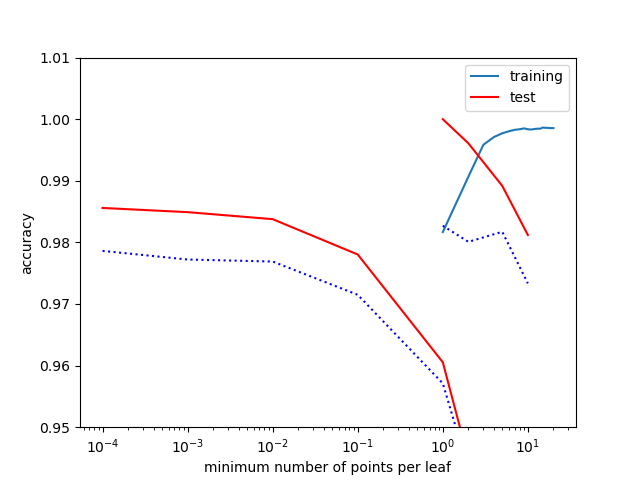 1.01
1.00
0.99
0.98
0.97
0.96
0.95
accuracy
10⁻⁴ 10⁻³ 10⁻² 10⁻¹ 10⁰ 10¹
minimum number of points per leaf
training
test